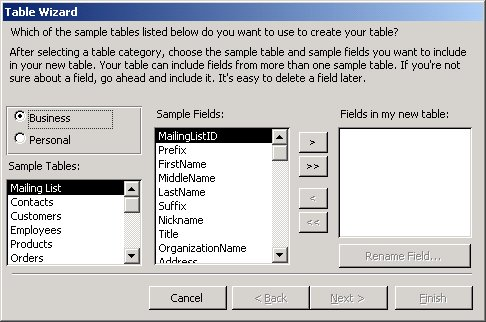 Table Wizard
Which of the sample tables listed below do you want to use to create your table?
After selecting a table category, choose the sample table and sample fields you want to include
in your new table. Your table can include fields from more than one sample table. If you're not
sure about a field, go ahead and include it. It's easy to delete a field later.
Business
Personal
Sample Tables:
Mailing List
Contacts
Customers
Employees
Products
Orders
Sample Fields:
MailingListID
Prefix
FirstName
MiddleName
LastName
Suffix
Nickname
Title
OrganizationName
Address
>
>>
<
<<
Fields in my new table:
Rename Field...
Cancel
< Back
Next >
Finish